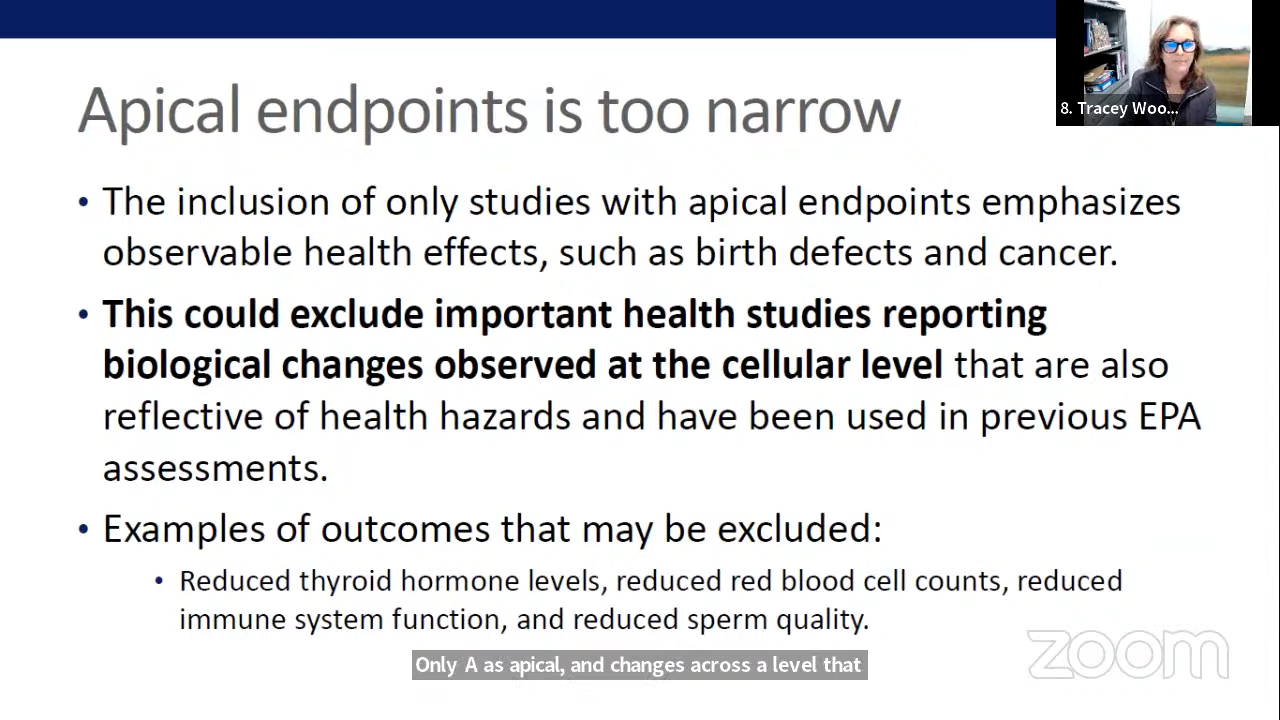 8. Tracey Woo...
Apical endpoints is too narrow
• The inclusion of only studies with apical endpoints emphasizes
observable health effects, such as birth defects and cancer.
• This could exclude important health studies reporting
biological changes observed at the cellular level that are also
reflective of health hazards and have been used in previous EPA
assessments.
• Examples of outcomes that may be excluded:
• Reduced thyroid hormone levels, reduced red blood cell counts, reduced
immune system function, and reduced sperm quality.
Only A as apical, and changes across a level that
zoom